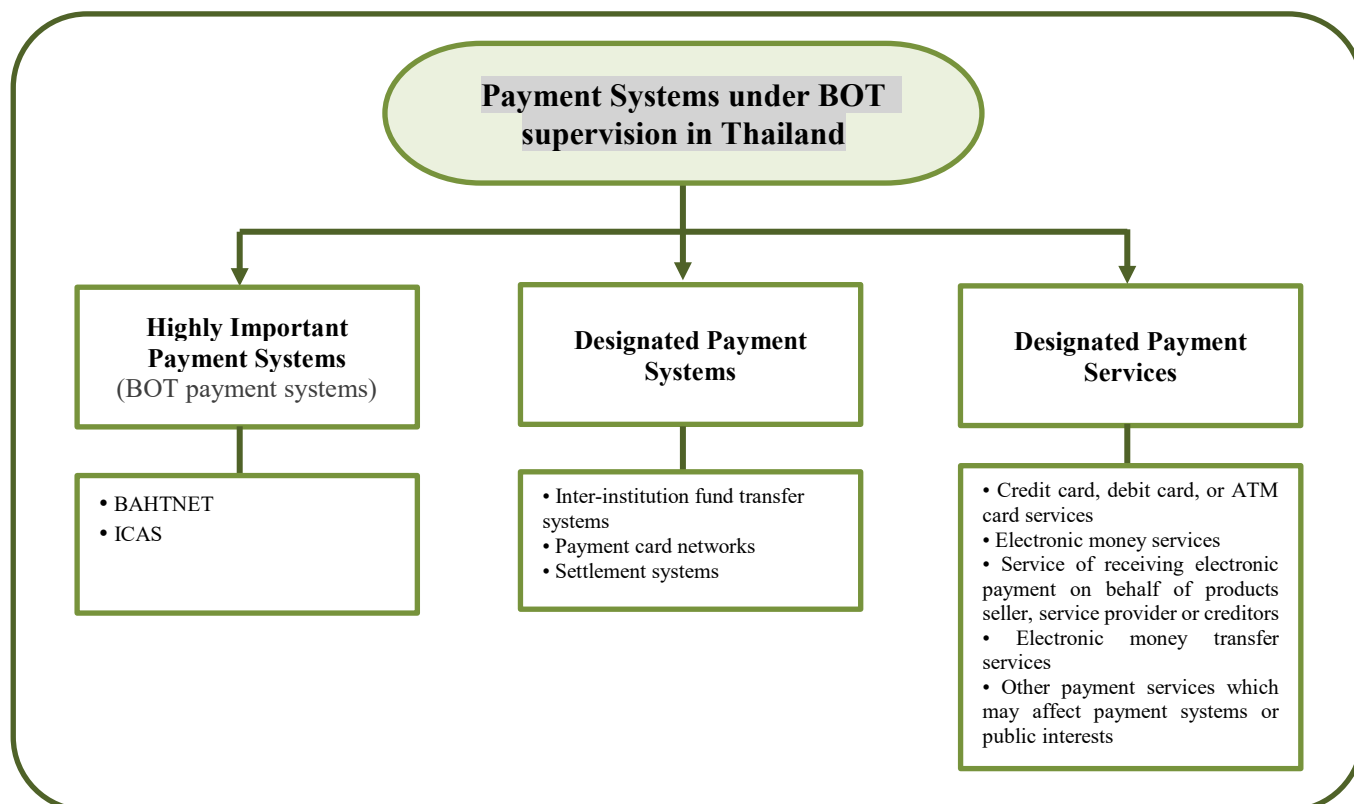 Payment Systems under BOT
supervision in Thailand
Highly Important
Payment Systems
(BOT payment systems)
• BAHTNET
• ICAS
Designated Payment
Systems
• Inter-institution fund transfer
systems
• Payment card networks
• Settlement systems
Designated Payment
Services
• Credit card, debit card, or ATM
card services
• Electronic money services
• Service of receiving electronic
payment on behalf of products
seller, service provider or creditors
• Electronic money transfer
services
• Other payment services which
may affect payment systems or
public interests